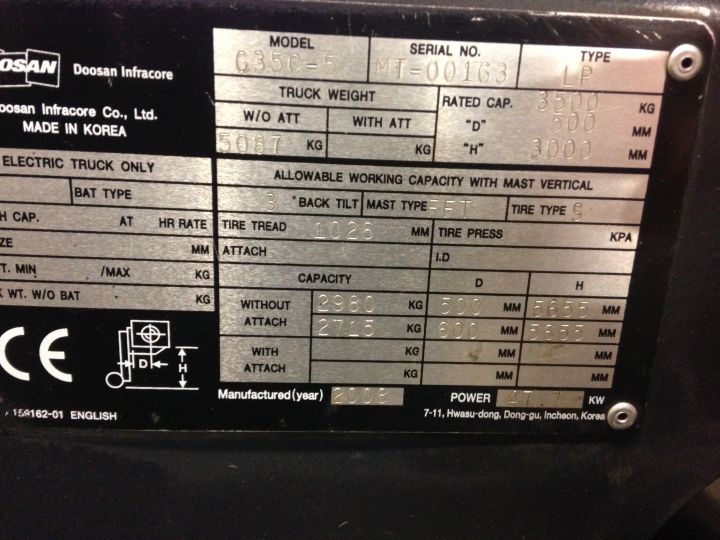 MODEL SERIAL NO. TYPE
G35C-5 MT-00163 LP
DOOSAN Doosan Infracore
Doosan Infracore Co., Ltd.
MADE IN KOREA
TRUCK WEIGHT RATED CAP. 3500 KG
W/O ATT WITH ATT "D" 500 MM
5087 KG KG "H" 3000 MM
ELECTRIC TRUCK ONLY
BAT TYPE
H CAP. AT HR RATE
ZE MM
T. MIN /MAX KG
WT. W/O BAT KG
ALLOWABLE WORKING CAPACITY WITH MAST VERTICAL
3 ° BACK TILT MAST TYPE FFT TIRE TYPE S
TIRE TREAD 1026 MM TIRE PRESS KPA
ATTACH I.D
CAPACITY D H
WITHOUT ATTACH 2980 KG 500 MM 5655 MM
2715 KG 600 MM 5655 MM
WITH ATTACH KG MM MM
KG MM MM
CE
D H
Manufactured (year) 2008 POWER KW
159162-01 ENGLISH
7-11, Hwasu-dong, Dong-gu, Incheon, Korea